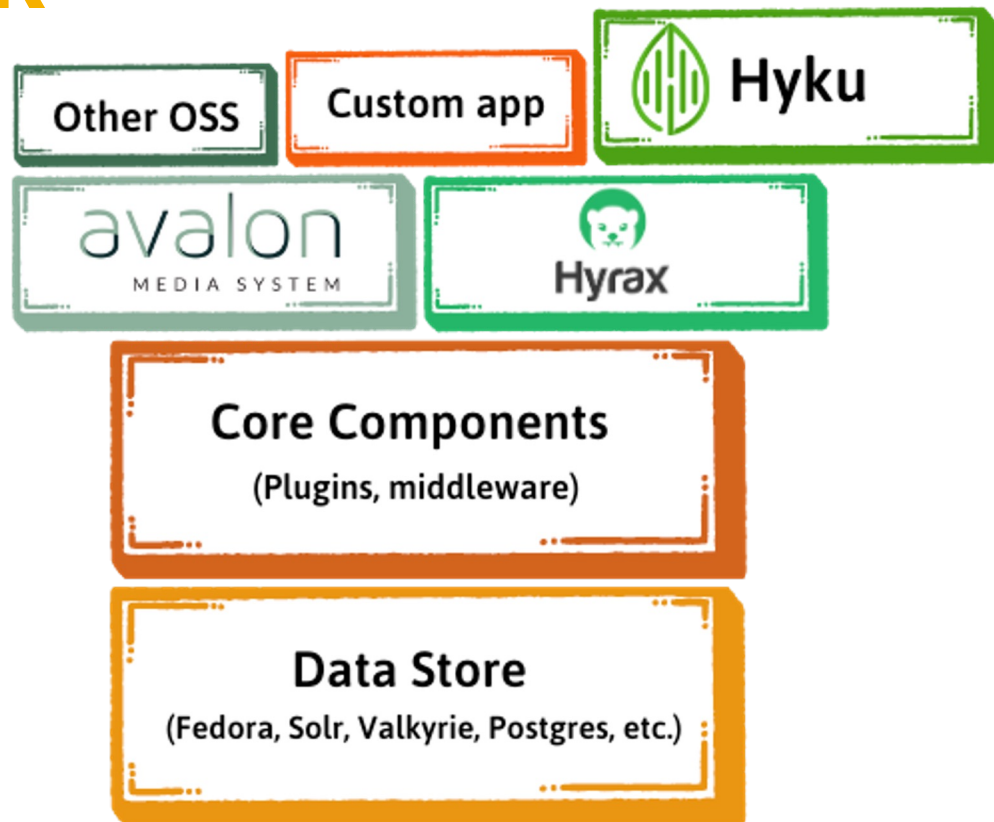 Other OSS
Custom app
Hyku
avalon
MEDIA SYSTEM
Hyrax
Core Components
(Plugins, middleware)
Data Store
(Fedora, Solr, Valkyrie, Postgres, etc.)